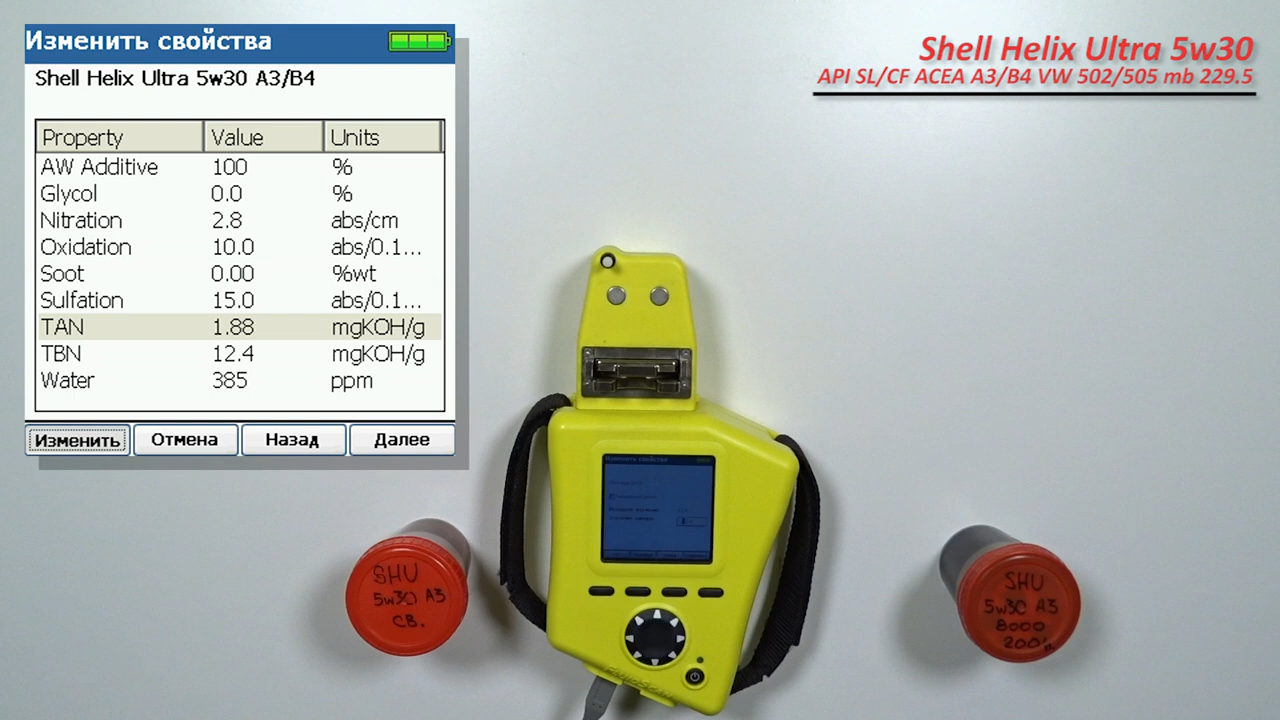 Изменить свойства
Shell Helix Ultra 5w30 A3/B4
Property Value Units
AW Additive 100 %
Glycol 0.0 %
Nitration 2.8 abs/cm
Oxidation 10.0 abs/0.1...
Soot 0.00 %wt
Sulfation 15.0 abs/0.1...
TAN 1.88 mgKOH/g
TBN 12.4 mgKOH/g
Water 385 ppm
Изменить Отмена Назад Далее
Shell Helix Ultra 5w30
API SL/CF ACEA A3/B4 VW 502/505 mb 229.5
Изменить свойства
SHU
5w30 A3
СВ.
SHU
5w30 A3
8000